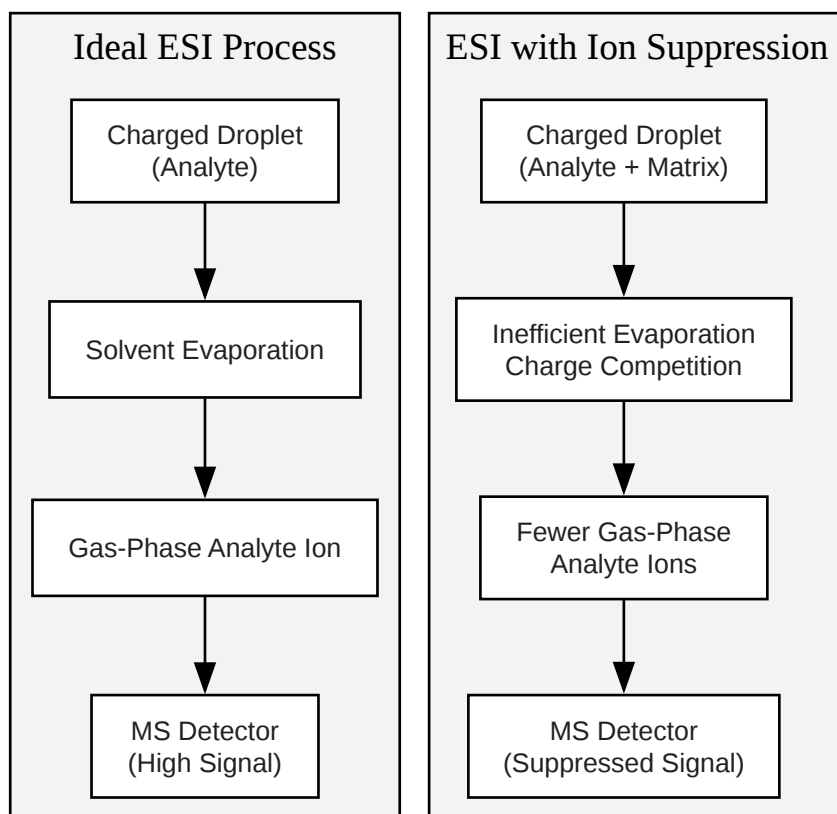 Ideal ESI Process
Charged Droplet
(Analyte)
Solvent Evaporation
Gas-Phase Analyte Ion
MS Detector
(High Signal)
ESI with Ion Suppression
Charged Droplet
(Analyte + Matrix)
Inefficient Evaporation
Charge Competition
Fewer Gas-Phase
Analyte Ions
MS Detector
(Suppressed Signal)